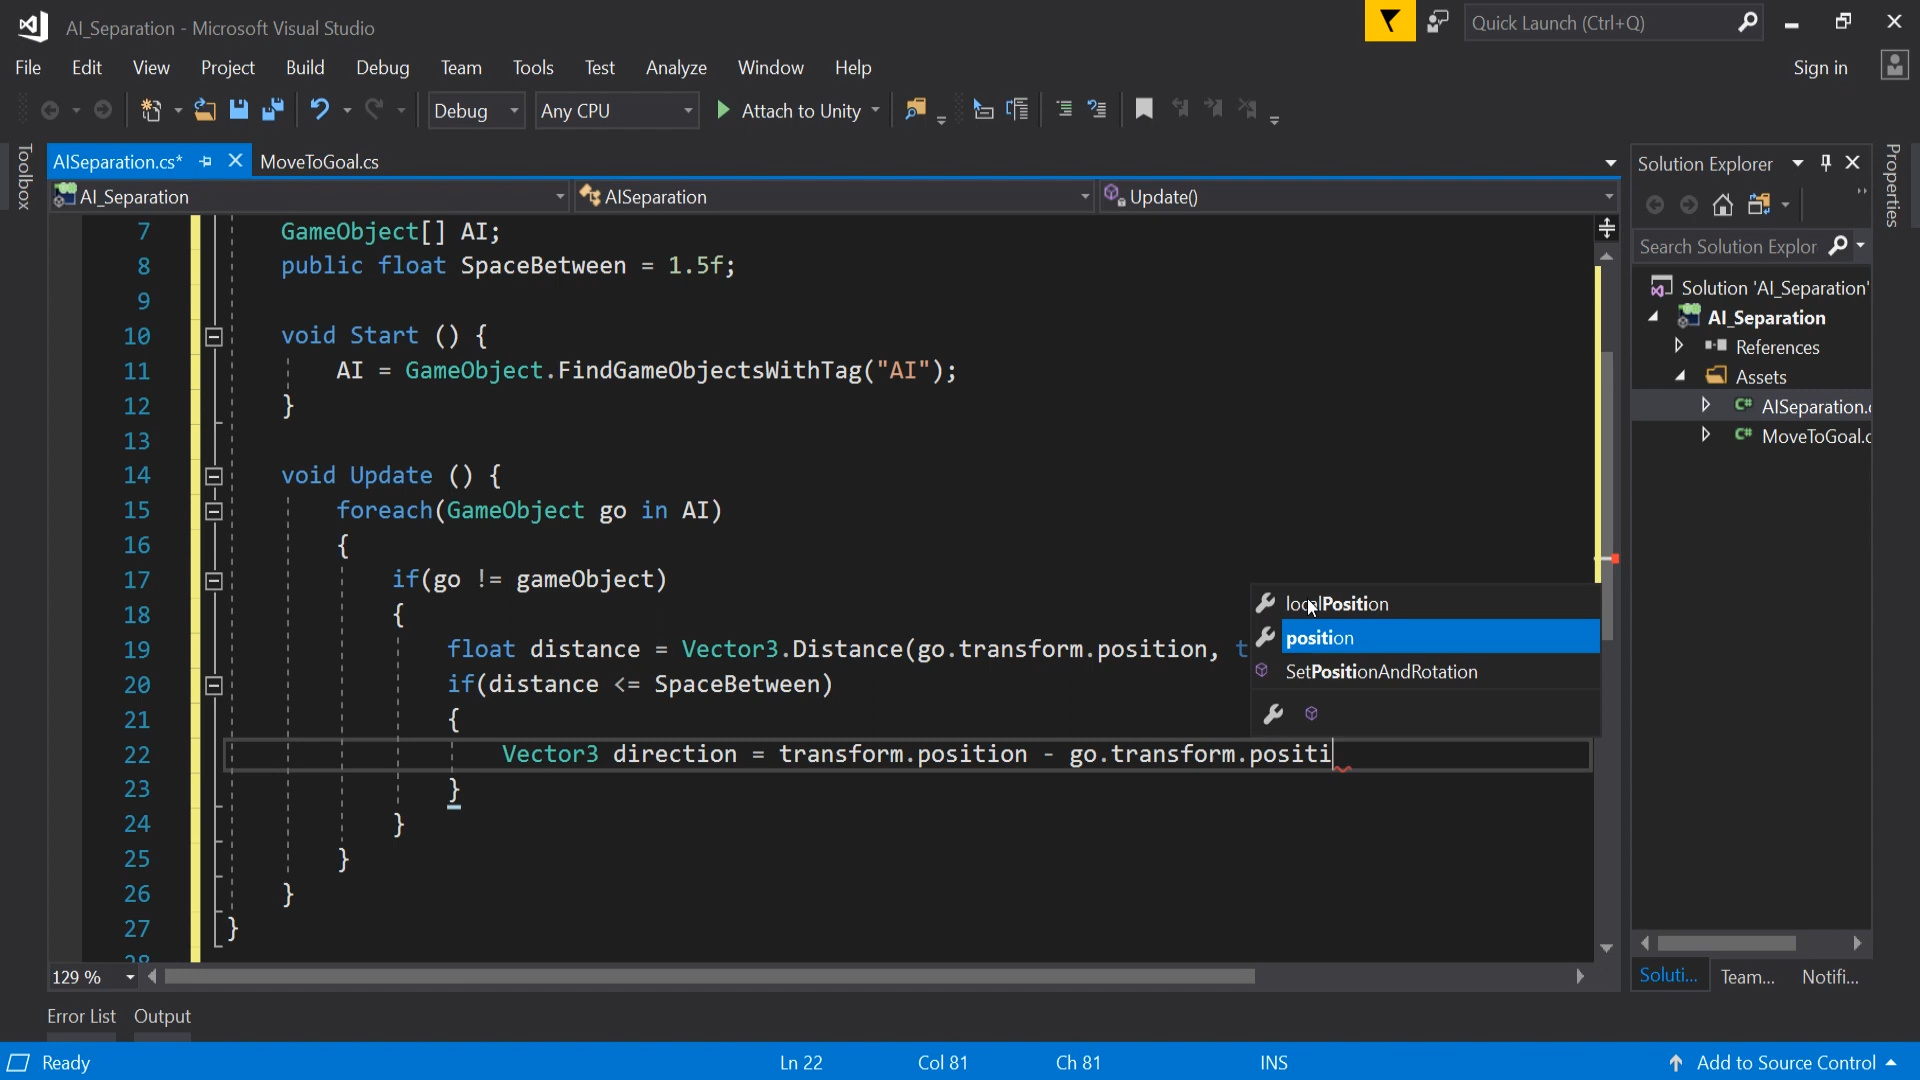 AI_Separation - Microsoft Visual Studio
Quick Launch (Ctrl+Q)
File Edit View Project Build Debug Team Tools Test Analyze Window Help
Sign in
Debug Any CPU Attach to Unity
Toolbox
AISeparation.cs* MoveToGoal.cs
AI_Separation AISeparation Update()
7 GameObject[] AI;
8 public float SpaceBetween = 1.5f;
9
10 void Start () {
11 AI = GameObject.FindGameObjectsWithTag("AI");
12 }
13
14 void Update () {
15 foreach(GameObject go in AI)
16 {
17 if(go != gameObject)
18 {
19 float distance = Vector3.Distance(go.transform.position, t
20 if(distance <= SpaceBetween)
21 {
22 Vector3 direction = transform.position - go.transform.positi
23 }
24 }
25 }
26 }
27 }
28
localPosition
position
SetPositionAndRotation
129 %
Solution Explorer
Search Solution Explor
Solution 'AI_Separation'
AI_Separation
References
Assets
C# AISeparation.c
C# MoveToGoal.c
Soluti... Team... Notifi...
Properties
Error List Output
Ready Ln 22 Col 81 Ch 81 INS Add to Source Control